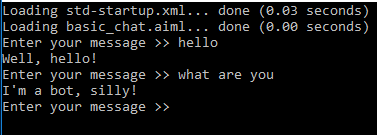 Loading std-startup.xml... done (0.03 seconds)
Loading basic_chat.aiml... done (0.00 seconds)
Enter your message >> hello
Well, hello!
Enter your message >> what are you
I'm a bot, silly!
Enter your message >>